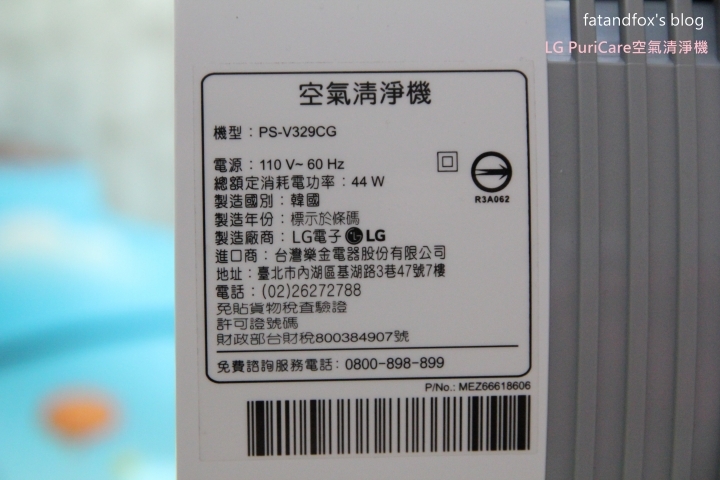 fatandfox's blog
LG PuriCare空氣清淨機
空氣清淨機
機型：PS-V329CG
電源：110 V~ 60 Hz
總額定消耗電功率：44 W
製造國別：韓國
製造年份：標示於條碼
製造廠商：LG電子 LG LG
進口商：台灣樂金電器股份有限公司
地址：臺北市內湖區基湖路3巷47號7樓
電話：(02)26272788
免貼貨物稅查驗證
許可證號碼
財政部台財稅800384907號
R3A062
免費諮詢服務電話：0800-898-899
P/No.: MEZ66618606